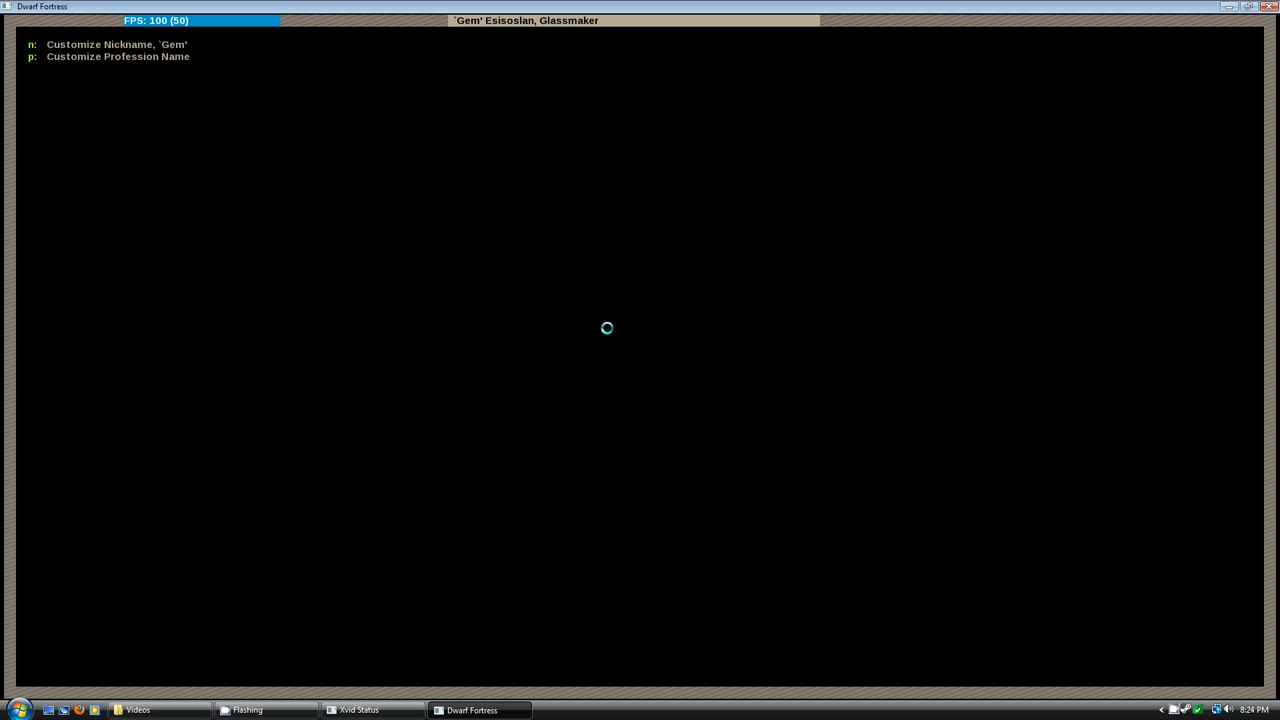 Dwarf Fortress
FPS: 100 (50)
`Gem' Esisoslan, Glassmaker
n: Customize Nickname, `Gem'
p: Customize Profession Name
Videos
Flashing
Xvid Status
Dwarf Fortress
8:24 PM